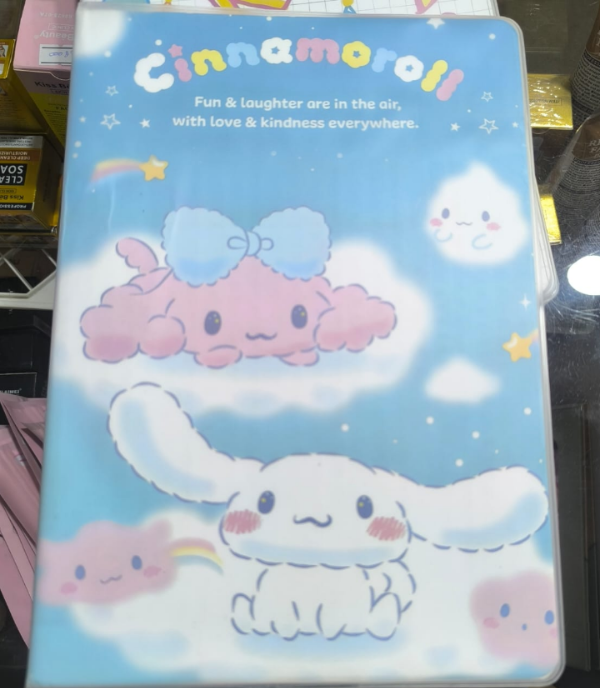 Cinnamoroll
Fun & laughter are in the air,
with love & kindness everywhere.